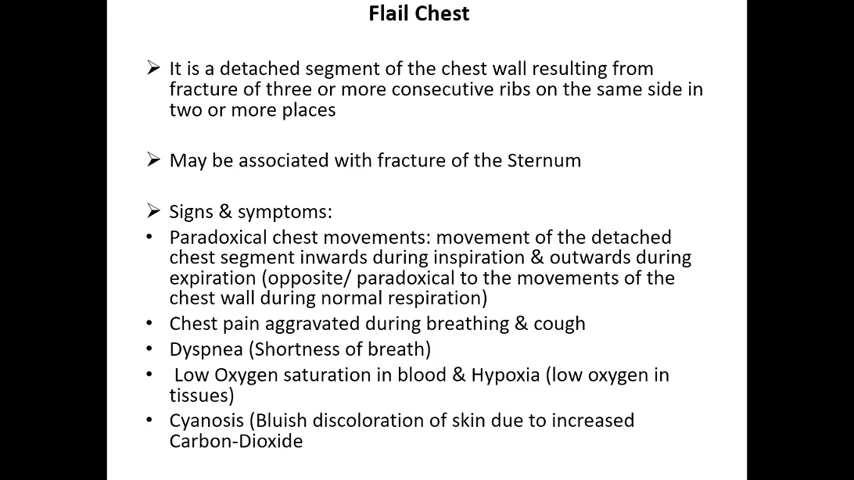 Flail Chest
➢ It is a detached segment of the chest wall resulting from
fracture of three or more consecutive ribs on the same side in
two or more places
➢ May be associated with fracture of the Sternum
➢ Signs & symptoms:
• Paradoxical chest movements: movement of the detached
chest segment inwards during inspiration & outwards during
expiration (opposite/ paradoxical to the movements of the
chest wall during normal respiration)
• Chest pain aggravated during breathing & cough
• Dyspnea (Shortness of breath)
• Low Oxygen saturation in blood & Hypoxia (low oxygen in
tissues)
• Cyanosis (Bluish discoloration of skin due to increased
Carbon-Dioxide